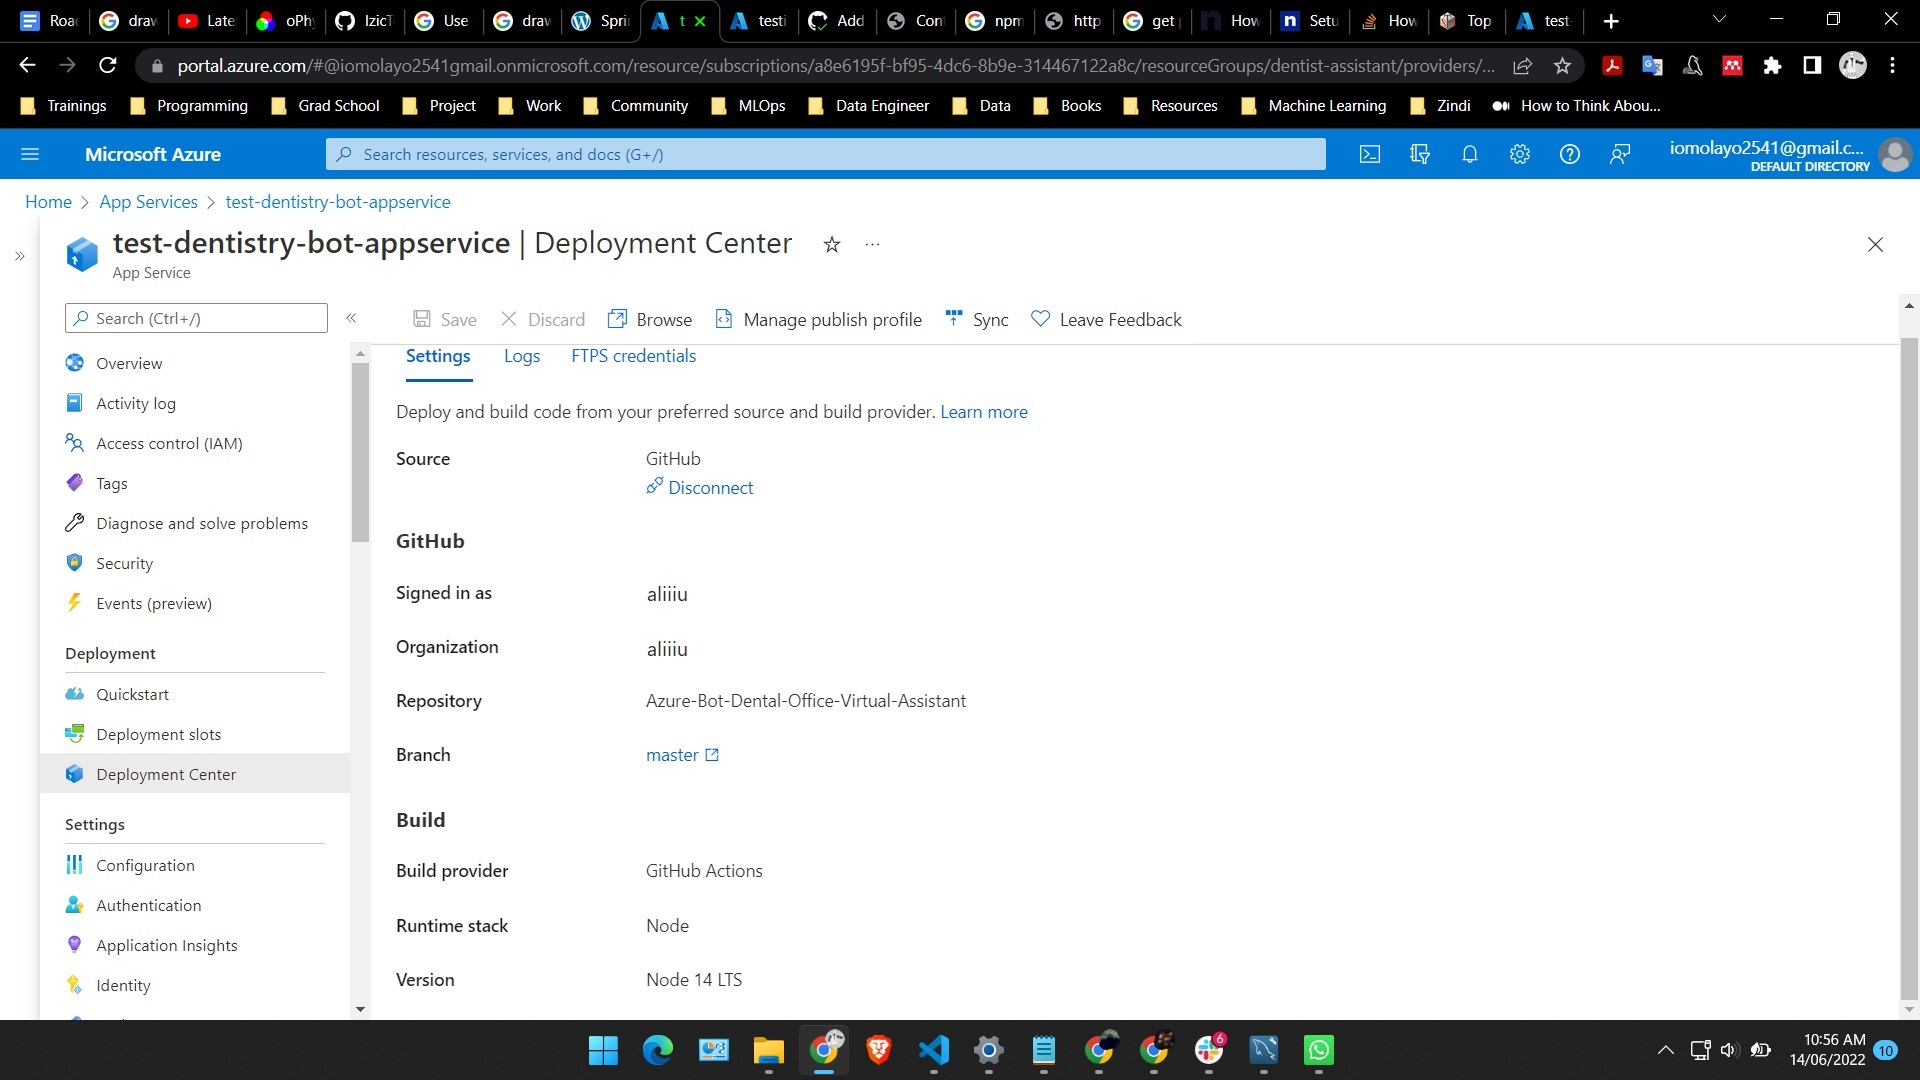 Road
draw
Late
oPhy
IzicT
Use
draw
Sprin
t
testi
Add
Con
npm
http
get
How
Setu
How
Top
test-
portal.azure.com/#@iomolayo2541gmail.onmicrosoft.com/resource/subscriptions/a8e6195f-bf95-4dc6-8b9e-314467122a8c/resourceGroups/dentist-assistant/providers/...
Trainings
Programming
Grad School
Project
Work
Community
MLOps
Data Engineer
Data
Books
Resources
Machine Learning
Zindi
How to Think Abou...
Microsoft Azure
Search resources, services, and docs (G+/)
iomolayo2541@gmail.c...
DEFAULT DIRECTORY
Home > App Services > test-dentistry-bot-appservice
test-dentistry-bot-appservice | Deployment Center
App Service
Search (Ctrl+/)
Overview
Activity log
Access control (IAM)
Tags
Diagnose and solve problems
Security
Events (preview)
Deployment
Quickstart
Deployment slots
Deployment Center
Settings
Configuration
Authentication
Application Insights
Identity
Save
Discard
Browse
Manage publish profile
Sync
Leave Feedback
Settings
Logs
FTPS credentials
Deploy and build code from your preferred source and build provider. Learn more
Source GitHub
Disconnect
GitHub
Signed in as aliiiu
Organization aliiiu
Repository Azure-Bot-Dental-Office-Virtual-Assistant
Branch master
Build
Build provider GitHub Actions
Runtime stack Node
Version Node 14 LTS
6
10:56 AM
14/06/2022
10